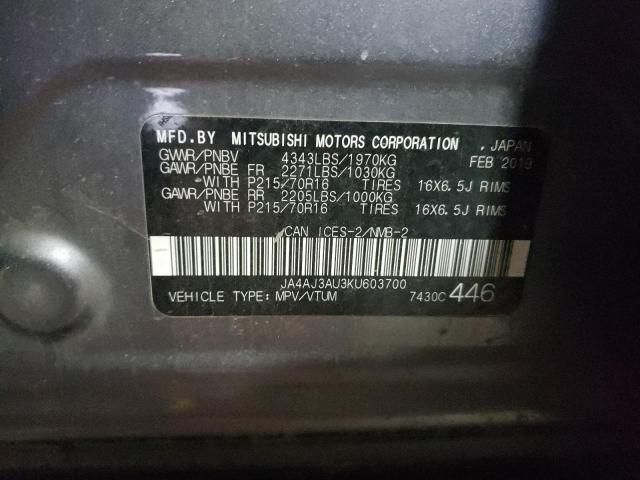 MFD.BY MITSUBISHI MOTORS CORPORATION , JAPAN
GVWR/PNBV 4343LBS/1970KG FEB 2019
GAWR/PNBE FR 2271LBS/1030KG
WITH P215/70R16 TIRES 16X6.5J RIMS
GAWR/PNBE RR 2205LBS/1000KG
WITH P215/70R16 TIRES 16X6.5J RIMS
CAN ICES-2/NMB-2
JA4AJ3AU3KU603700
VEHICLE TYPE: MPV/VTUM 7430C 446